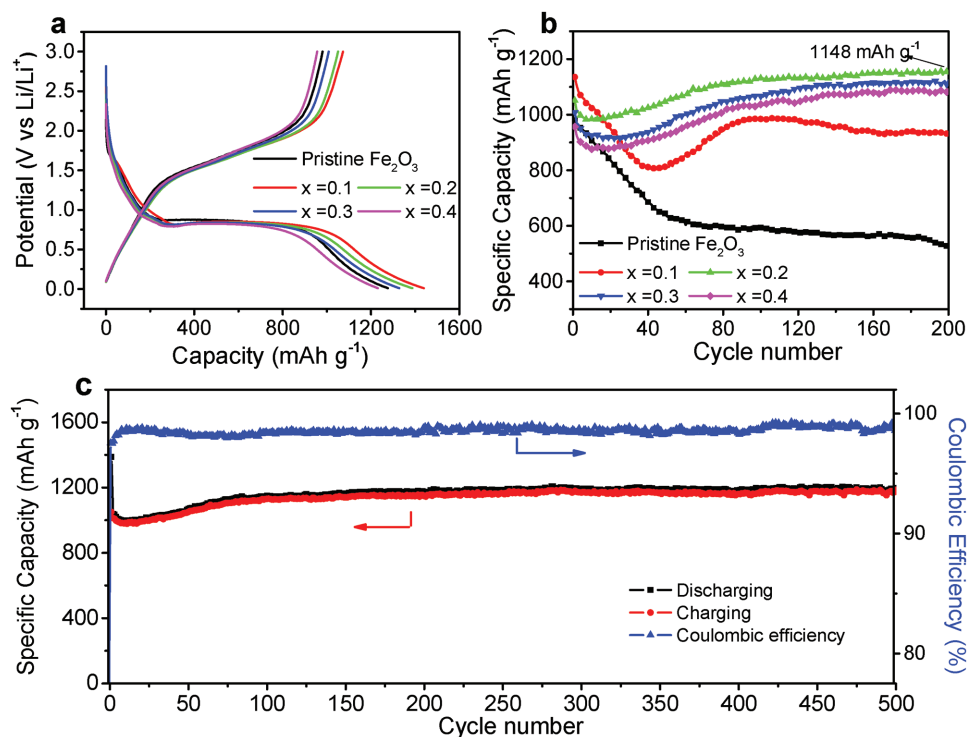 a
Potential (V vs Li/Li⁺)
3.0
2.5
2.0
1.5
1.0
0.5
0.0
Pristine Fe₂O₃
x =0.1 x =0.2
x =0.3 x =0.4
0 400 800 1200 1600
Capacity (mAh g⁻¹)
b
Specific Capacity (mAh g⁻¹)
1148 mAh g⁻¹
1200
1000
800
600
400
Pristine Fe₂O₃
x =0.1 x =0.2
x =0.3 x =0.4
0 40 80 120 160 200
Cycle number
c
Specific Capacity (mAh g⁻¹)
1600
1200
800
400
0
100
90
80
Coulombic Efficiency (%)
Discharging
Charging
Coulombic efficiency
0 50 100 150 200 250 300 350 400 450 500
Cycle number